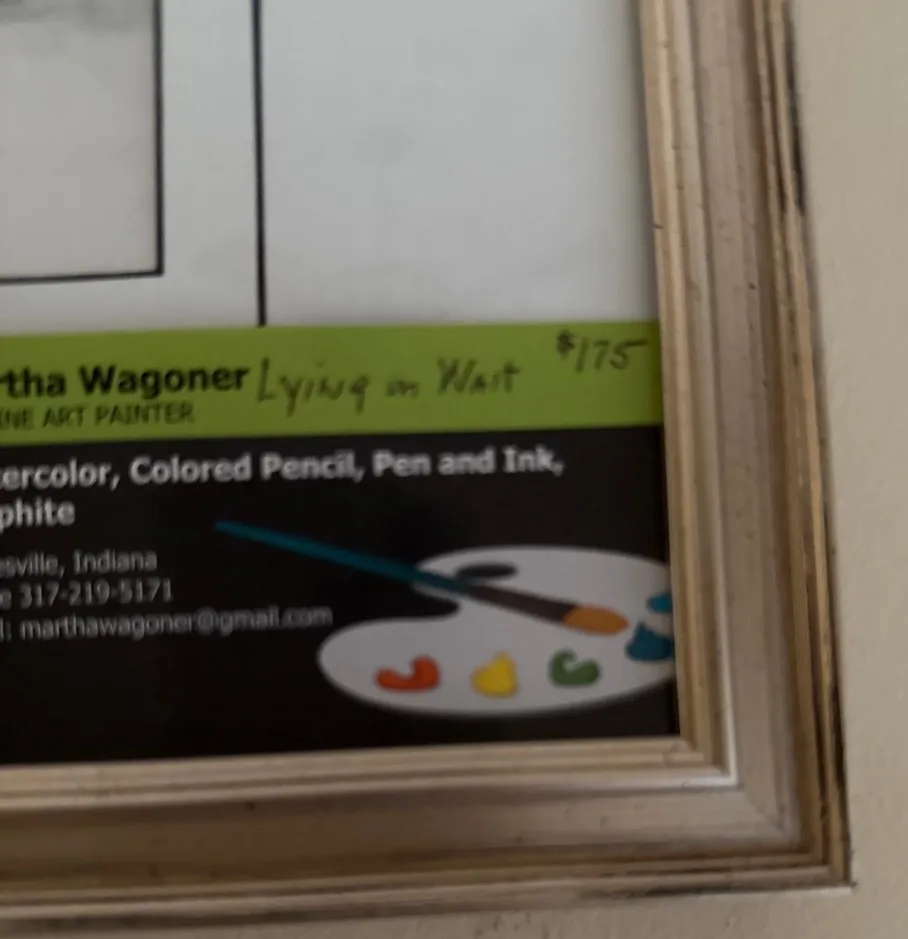 rtha Wagoner Lying in Wait $175
INE ART PAINTER
tercolor, Colored Pencil, Pen and Ink,
phite
esville, Indiana
e 317-219-5171
l: marthawagoner@gmail.com